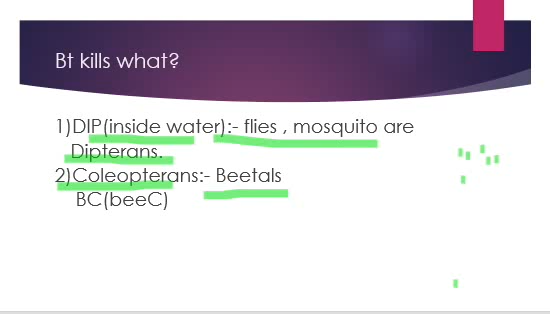 Bt kills what?
1)DIP(inside water):- flies , mosquito are
Dipterans.
2)Coleopterans:- Beetals
BC(beeC)